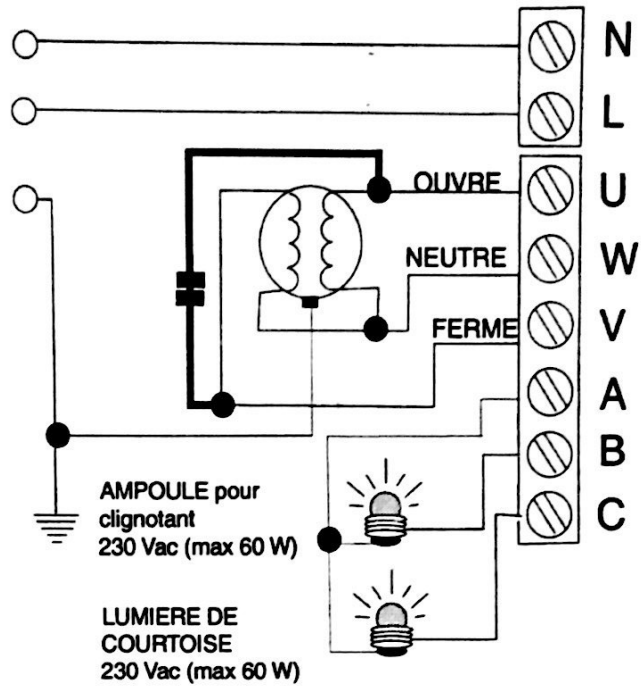 N
L
OUVRE U
NEUTRE W
FERME V
A
B
C
AMPOULE pour
clignotant
230 Vac (max 60 W)
LUMIERE DE
COURTOISE
230 Vac (max 60 W)